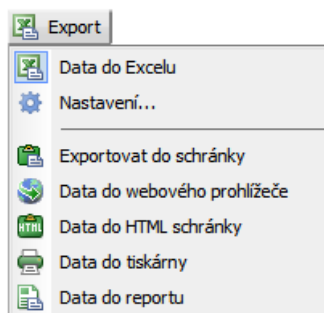 Export
Data do Excelu
Nastavení...
Exportovat do schránky
Data do webového prohlížeče
HTML Data do HTML schránky
Data do tiskárny
Data do reportu